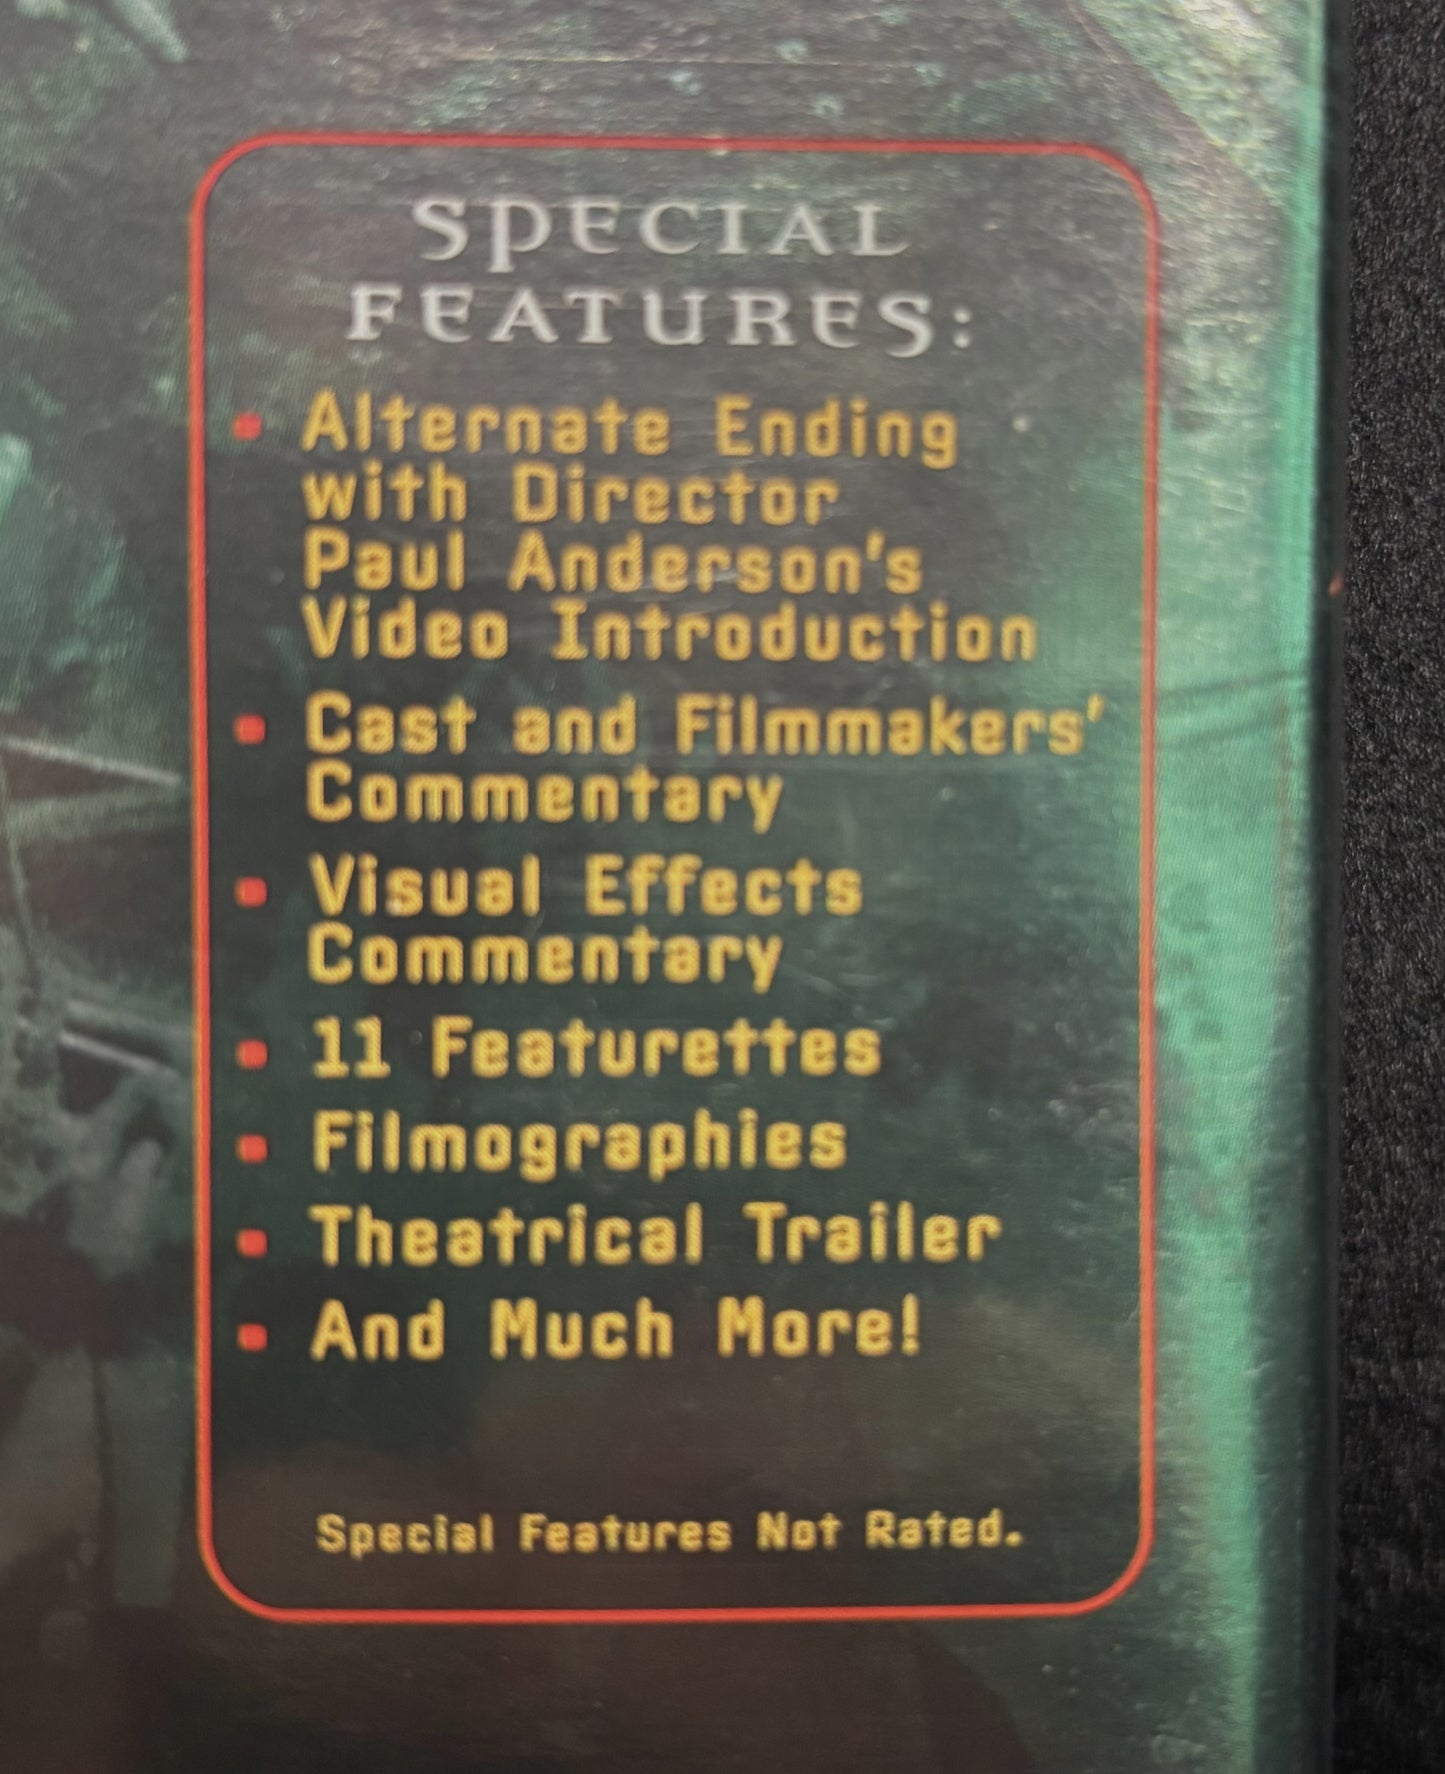 SPECIAL
FEATURES:
▪ Alternate Ending
with Director
Paul Anderson's
Video Introduction
▪ Cast and Filmmakers'
Commentary
▪ Visual Effects
Commentary
▪ 11 Featurettes
▪ Filmographies
▪ Theatrical Trailer
▪ And Much More!
Special Features Not Rated.